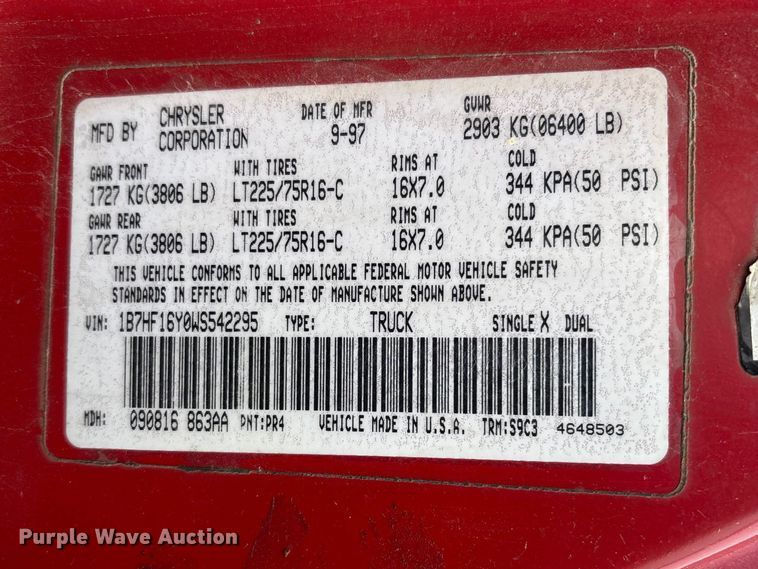 MFD BY CHRYSLER CORPORATION DATE OF MFR 9-97 GVWR 2903 KG(06400 LB)
GAWR FRONT WITH TIRES RIMS AT COLD
1727 KG(3806 LB) LT225/75R16-C 16X7.0 344 KPA(50 PSI)
GAWR REAR WITH TIRES RIMS AT COLD
1727 KG(3806 LB) LT225/75R16-C 16X7.0 344 KPA(50 PSI)
THIS VEHICLE CONFORMS TO ALL APPLICABLE FEDERAL MOTOR VEHICLE SAFETY
STANDARDS IN EFFECT ON THE DATE OF MANUFACTURE SHOWN ABOVE.
VIN: 1B7HF16Y0WS542295 TYPE: TRUCK SINGLE X DUAL
MDH: 090816 863AA PNT:PR4 VEHICLE MADE IN U.S.A. TRM:S9C3 4648503
Purple Wave Auction